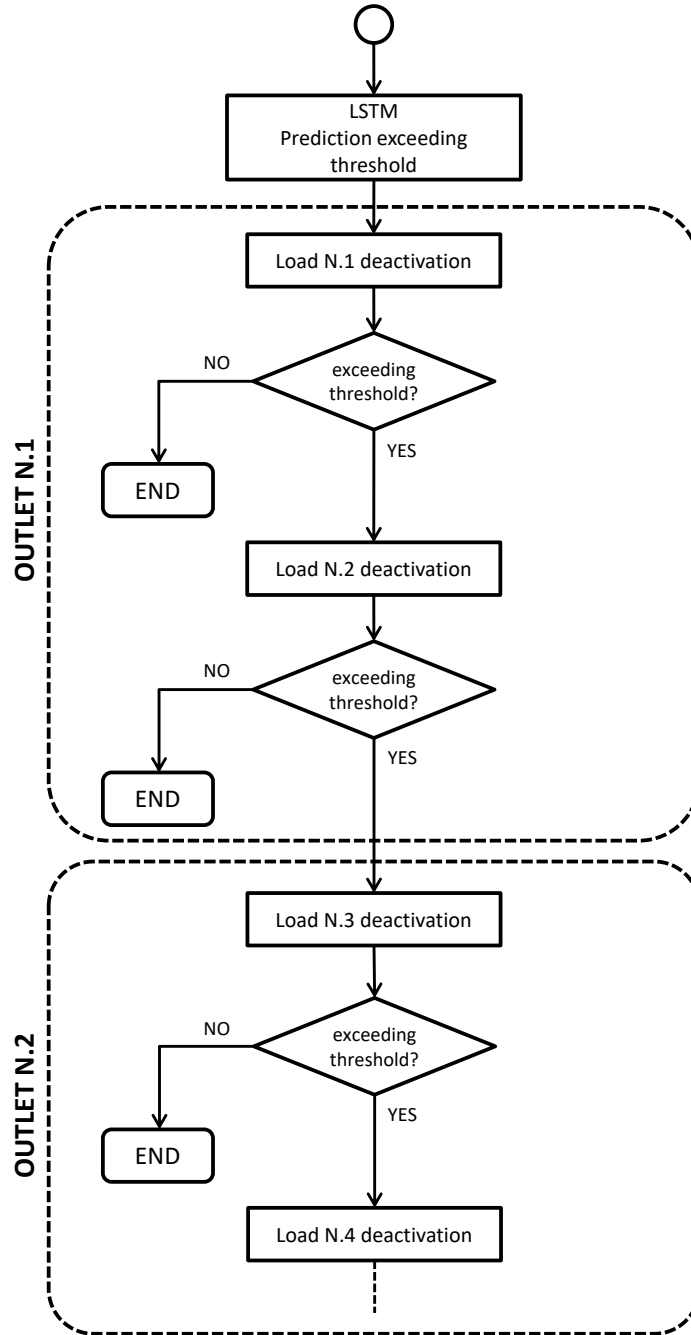 LSTM
Prediction exceeding
threshold
OUTLET N.1
Load N.1 deactivation
exceeding
threshold?
NO
YES
END
Load N.2 deactivation
exceeding
threshold?
NO
YES
END
OUTLET N.2
Load N.3 deactivation
exceeding
threshold?
NO
YES
END
Load N.4 deactivation